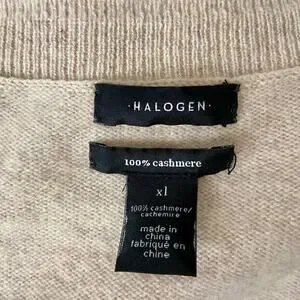 ·HALOGEN·
100% cashmere
xl
100% cashmere/
cachemire
made in
china
fabriqué en
chine